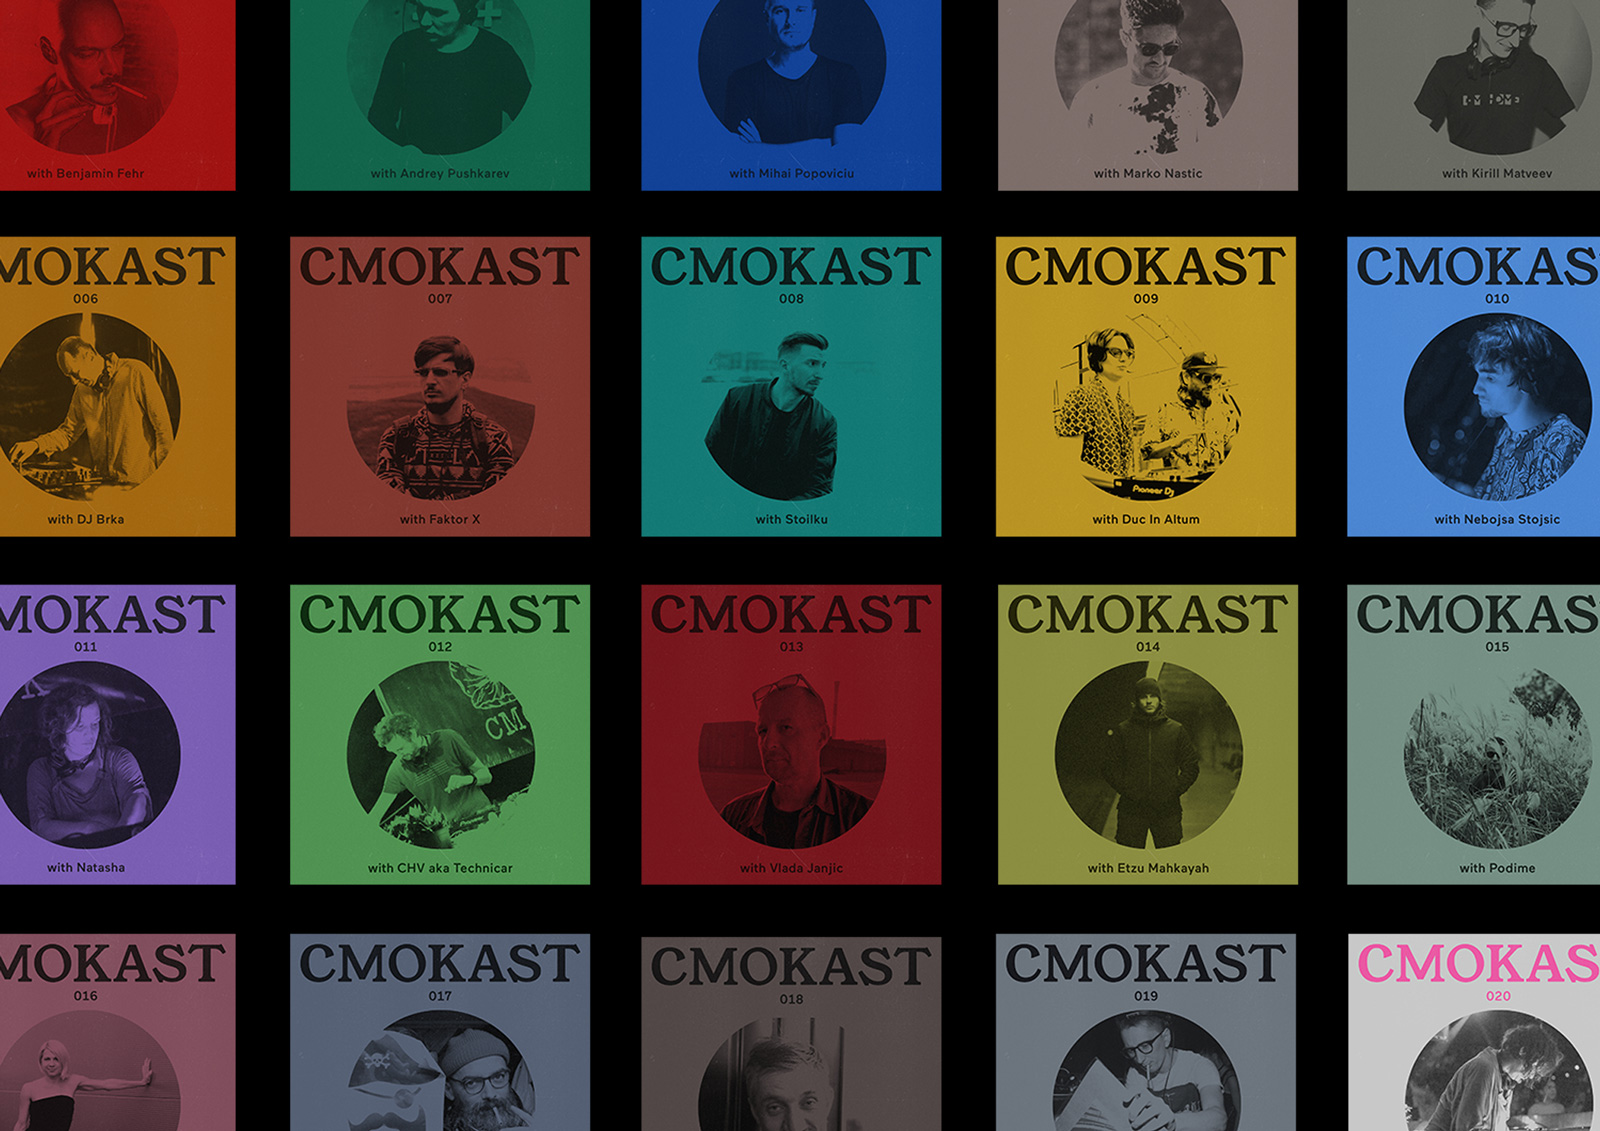 with Benjamin Fehr
with Andrey Pushkarev
with Mihai Popoviciu
with Marko Nastic
with Kirill Matveev
MOKAST
006
with DJ Brka
CMOKAST
007
with Faktor X
CMOKAST
008
with Stoilku
CMOKAST
009
Pioneer Dj
with Duc In Altum
CMOKAS
010
with Nebojsa Stojsic
MOKAST
011
with Natasha
CMOKAST
012
CM
with CHV aka Technicar
CMOKAST
013
with Vlada Janjic
CMOKAST
014
with Etzu Mahkayah
CMOKAS
015
with Podime
MOKAST
016
CMOKAST
017
CMOKAST
018
CMOKAST
019
CMOKAS
020